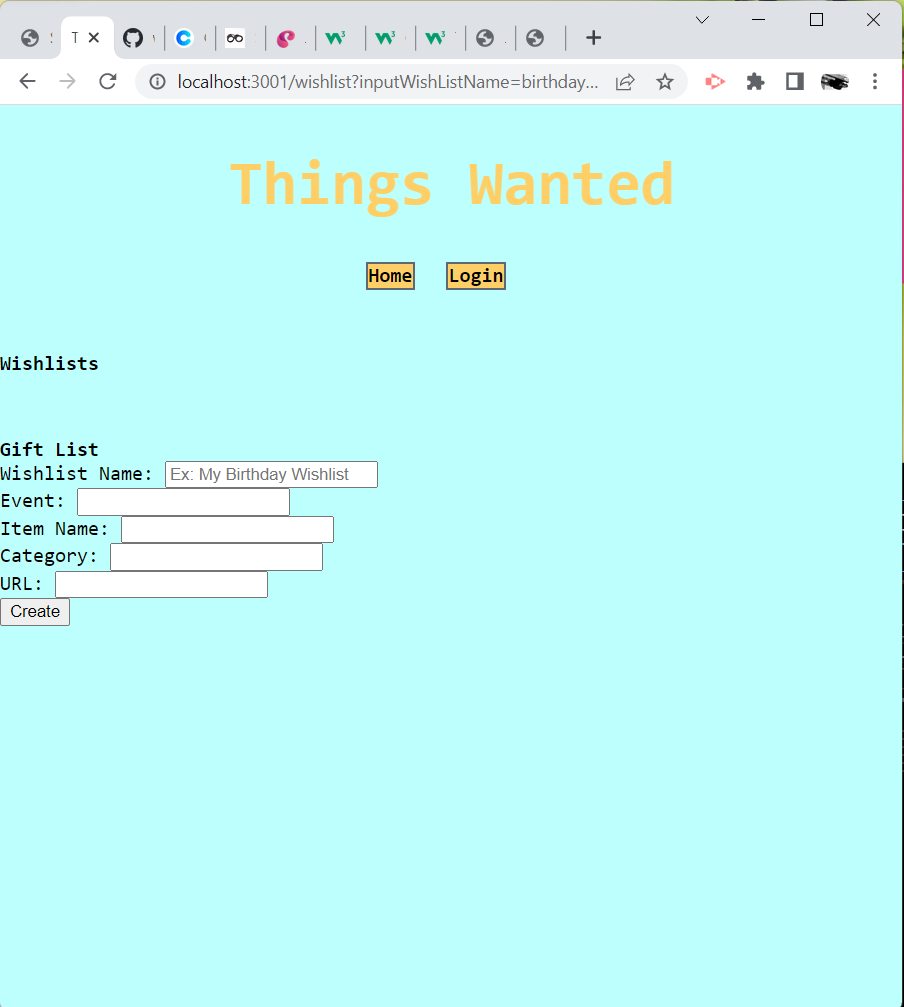 T
localhost:3001/wishlist?inputWishListName=birthday...
Things Wanted
Home Login
Wishlists
Gift List
Wishlist Name: Ex: My Birthday Wishlist
Event:
Item Name:
Category:
URL:
Create